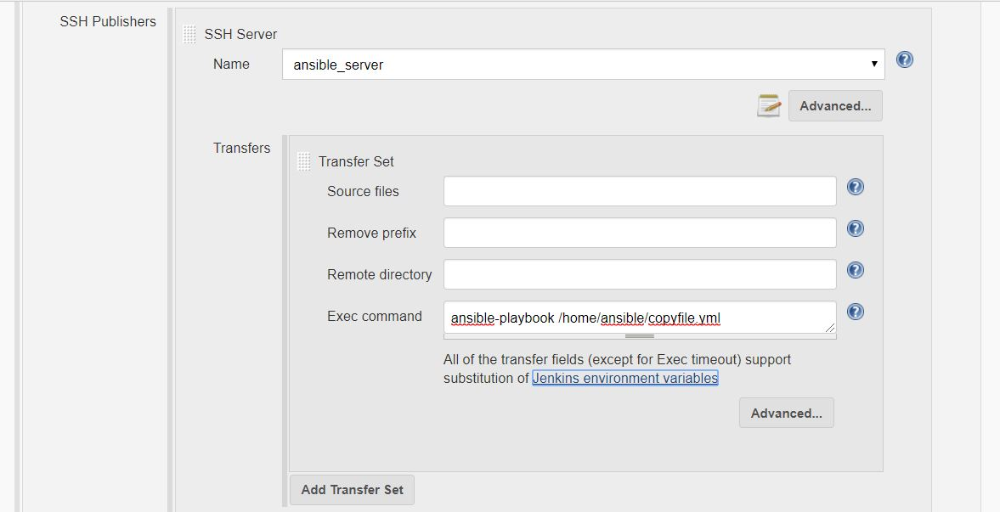 SSH Publishers
SSH Server
Name
ansible_server
Advanced...
Transfers
Transfer Set
Source files
Remove prefix
Remote directory
Exec command
ansible-playbook /home/ansible/copyfile.yml
All of the transfer fields (except for Exec timeout) support
substitution of Jenkins environment variables
Advanced...
Add Transfer Set